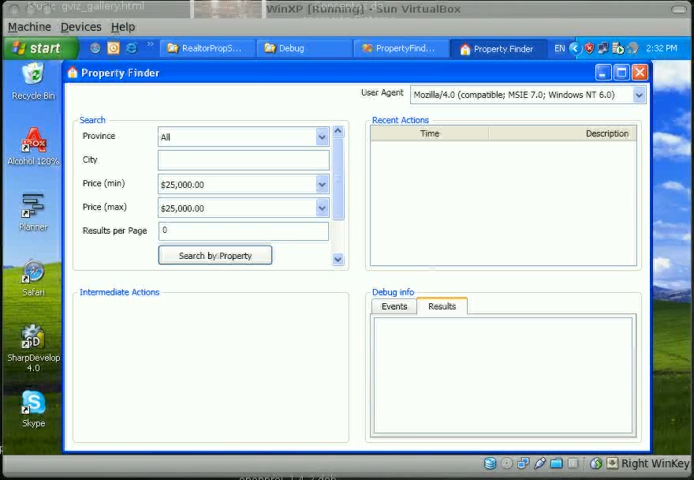 WinXP [Running] - Sun VirtualBox
Machine Devices Help
start
RealtorPropS...
Debug
PropertyFind...
Property Finder
EN
2:32 PM
Property Finder
Recycle Bin
Alcohol 120%
Planner
Safari
SharpDevelop
4.0
Skype
User Agent
Mozilla/4.0 (compatible; MSIE 7.0; Windows NT 6.0)
Search
Province
All
City
Price (min)
$25,000.00
Price (max)
$25,000.00
Results per Page
0
Search by Property
Recent Actions
Time
Description
Intermediate Actions
Debug info
Events
Results
Right WinKey